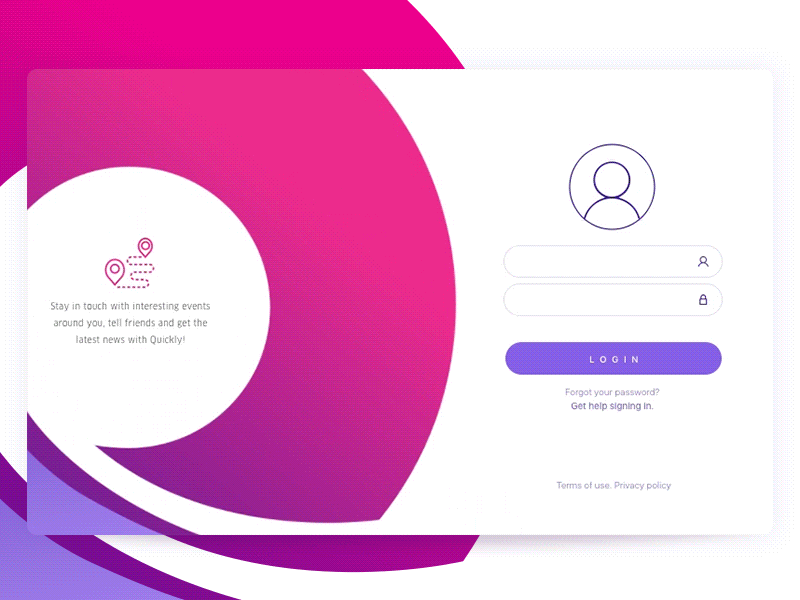 Stay in touch with interesting events
around you, tell friends and get the
latest news with Quickly!
LOGIN
Forgot your password?
Get help signing in.
Terms of use. Privacy policy